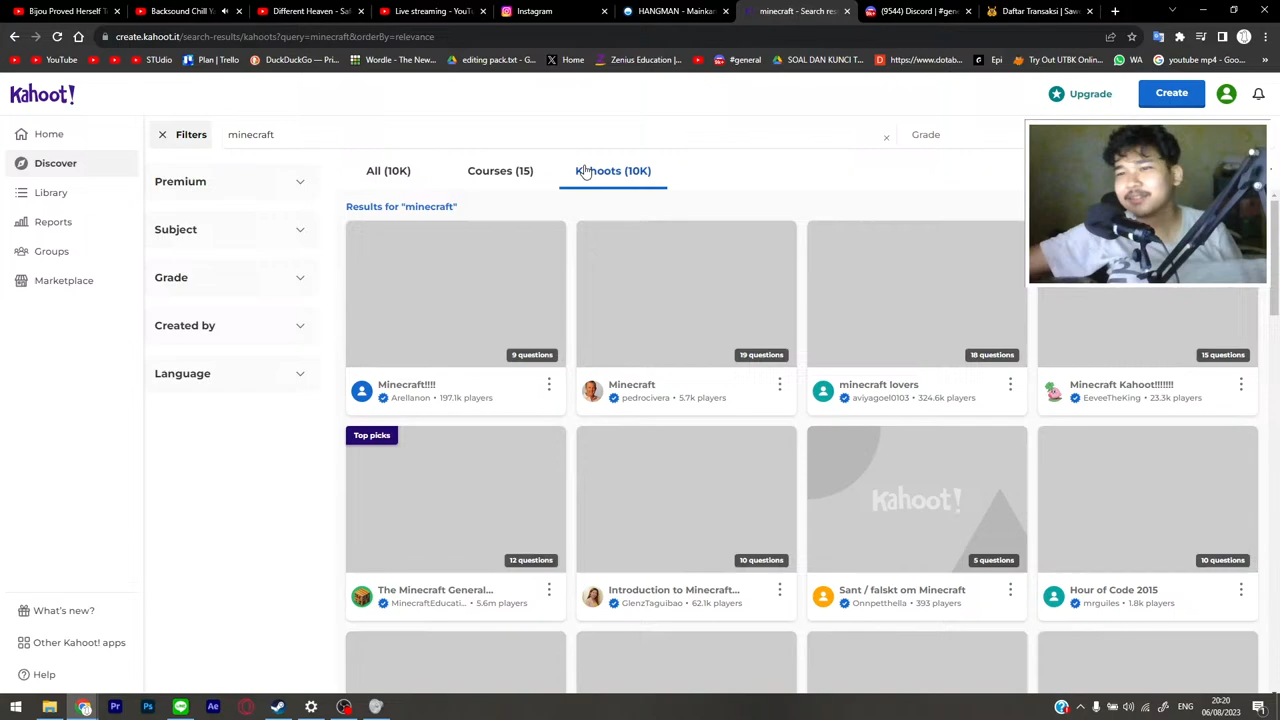 Bijou Proved Herself T
Backsound Chill Y
Different Heaven - Saf
Live streaming - YouT
Instagram
HANGMAN - Mainkan
minecraft - Search res
(9544) Discord | #gen
Daftar Transaksi | Saw
create.kahoot.it/search-results/kahoots?query=minecraft&orderBy=relevance
YouTube
STUdio
Plan | Trello
DuckDuckGo — Pri...
Wordle - The New...
editing pack.txt - G...
Home
Zenius Education |...
#general
SOAL DAN KUNCI T...
https://www.dotab...
Epi
Try Out UTBK Onlin...
WA
youtube mp4 - Goo...
Kahoot!
Upgrade
Create
Home
Discover
Library
Reports
Groups
Marketplace
Filters
minecraft
Grade
Premium
Subject
Grade
Created by
Language
All (10K)
Courses (15)
Kahoots (10K)
Results for "minecraft"
9 questions
19 questions
18 questions
15 questions
Minecraft!!!!
Arellanon • 197.1k players
Minecraft
pedrocivera • 5.7k players
minecraft lovers
aviyagoel0103 • 324.6k players
Minecraft Kahoot!!!!!!!
EeveeTheKing • 23.3k players
Top picks
Kahoot!
12 questions
10 questions
5 questions
10 questions
The Minecraft General...
MinecraftEducati... • 5.6m players
Introduction to Minecraft...
GlenzTaguibao • 62.1k players
Sant / falskt om Minecraft
Onnpetthella • 393 players
Hour of Code 2015
mrguiles • 1.8k players
What's new?
Other Kahoot! apps
Help
Pr
Ps
Ae
ENG
20:20
06/08/2023